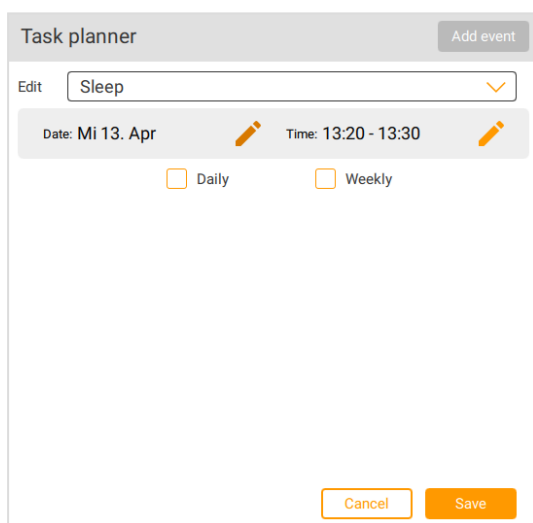 Task planner Add event
Edit Sleep
Date: Mi 13. Apr Time: 13:20 - 13:30
Daily Weekly
Cancel Save